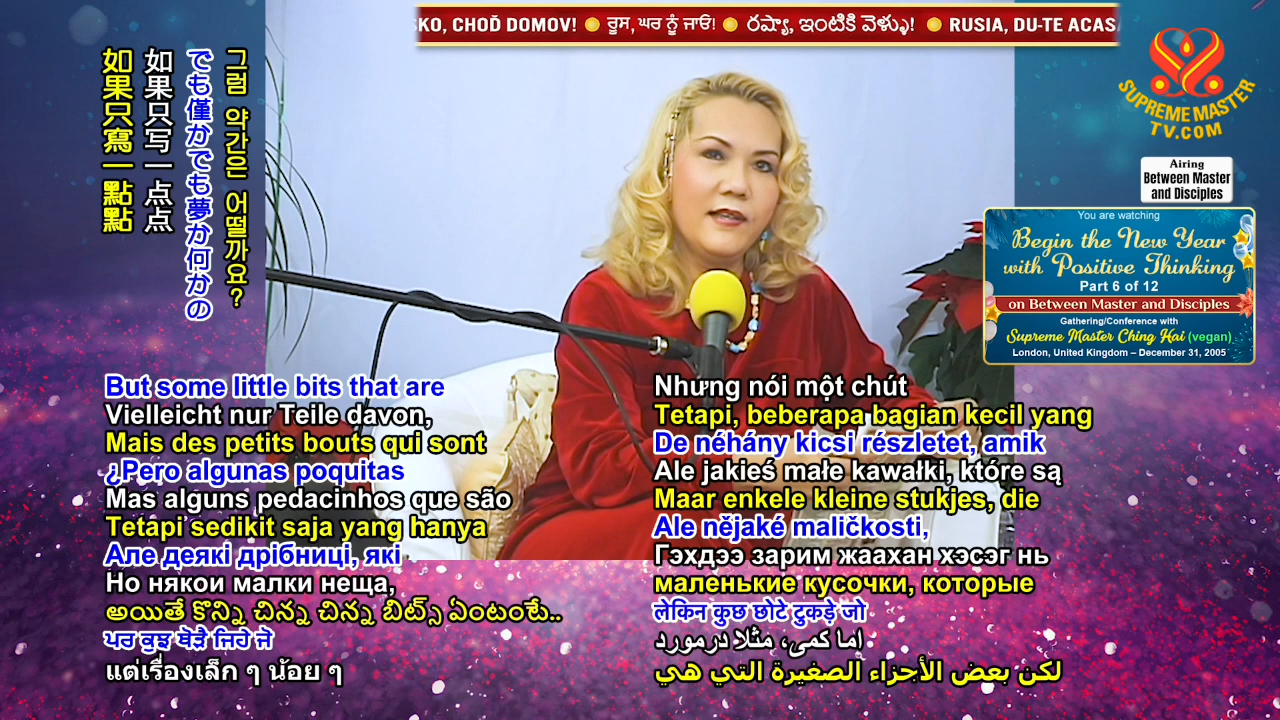 SKO, CHOĎ DOMOV! ਰੂਸ, ਘਰ ਨੂੰ ਜਾਓ! రష్యా, ఇంటికి వెళ్ళు! RUSIA, DU-TE ACAS
SUPREME MASTER
TV.COM
Airing
Between Master
and Disciples
You are watching
Begin the New Year
with Positive Thinking
Part 6 of 12
on Between Master and Disciples
Gathering/Conference with
Supreme Master Ching Hai (vegan)
London, United Kingdom – December 31, 2005
그럼 약간은 어떨까요?
でも僅かでも夢か何かの
如果只写一点点
如果只寫一點點
But some little bits that are
Vielleicht nur Teile davon,
Mais des petits bouts qui sont
¿Pero algunas poquitas
Mas alguns pedacinhos que são
Tetapi sedikit saja yang hanya
Але деякі дрібниці, які
Но някои малки неща,
అయితే కొన్ని చిన్న చిన్న బిట్స్ ఏంటంటే..
ਪਰ ਕੁਝ ਥੋੜੈ ਜਿਹੇ ਜੋ
แต่เรื่องเล็ก ๆ น้อย ๆ
Nhưng nói một chút
Tetapi, beberapa bagian kecil yang
De néhány kicsi részletet, amik
Ale jakieś małe kawałki, które są
Maar enkele kleine stukjes, die
Ale nějaké maličkosti,
Гэхдээ зарим жаахан хэсэг нь
маленькие кусочки, которые
लेकिन कुछ छोटे टुकड़े जो
اما کمی، مثلا درمورد
لكن بعض الأجزاء الصغيرة التي هي